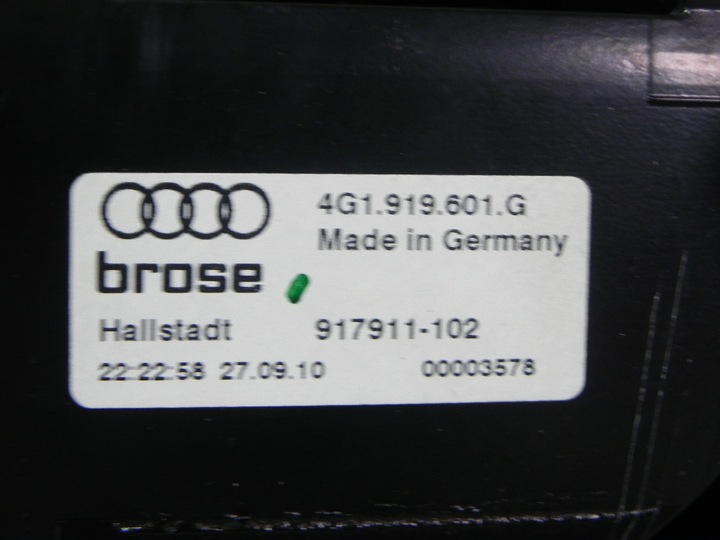 4G1.919.601.G
Made in Germany
brose
Hallstadt 917911-102
22:22:58 27.09.10 00003578